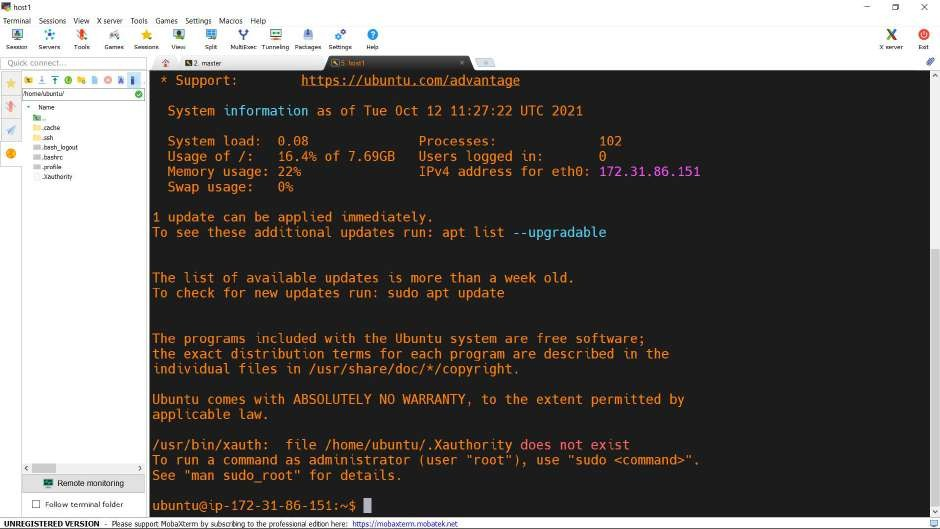 host1
Terminal Sessions View X server Tools Games Settings Macros Help
Session Servers Tools Games Sessions View Split MultiExec Tunneling Packages Settings Help X server Exit
Quick connect...
2. master
5. host1
/home/ubuntu/
Name
..
.cache
.ssh
.bash_logout
.bashrc
.profile
.Xauthority
Remote monitoring
Follow terminal folder
* Support: https://ubuntu.com/advantage
System information as of Tue Oct 12 11:27:22 UTC 2021
System load: 0.08 Processes: 102
Usage of /: 16.4% of 7.69GB Users logged in: 0
Memory usage: 22% IPv4 address for eth0: 172.31.86.151
Swap usage: 0%
1 update can be applied immediately.
To see these additional updates run: apt list --upgradable
The list of available updates is more than a week old.
To check for new updates run: sudo apt update
The programs included with the Ubuntu system are free software;
the exact distribution terms for each program are described in the
individual files in /usr/share/doc/*/copyright.
Ubuntu comes with ABSOLUTELY NO WARRANTY, to the extent permitted by
applicable law.
/usr/bin/xauth: file /home/ubuntu/.Xauthority does not exist
To run a command as administrator (user "root"), use "sudo <command>".
See "man sudo_root" for details.
ubuntu@ip-172-31-86-151:~$
UNREGISTERED VERSION - Please support MobaXterm by subscribing to the professional edition here: https://mobaxterm.mobatek.net